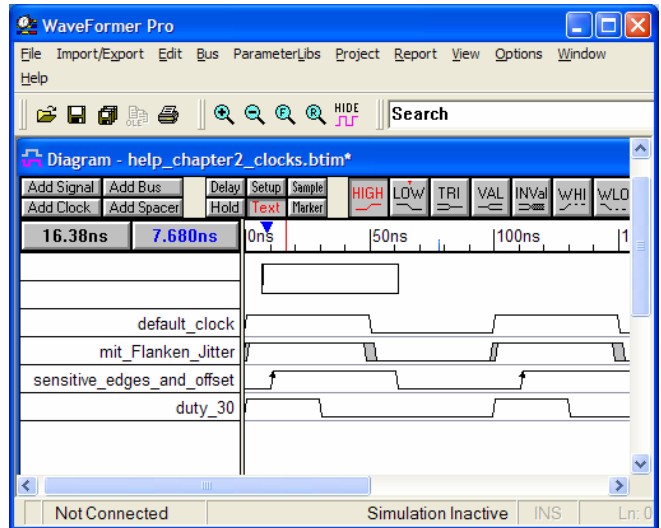 WaveFormer Pro
File Import/Export Edit Bus ParameterLibs Project Report View Options Window
Help
HIDE Search
Diagram - help_chapter2_clocks.btim*
Add Signal Add Bus Delay Setup Sample HIGH LOW TRI VAL INVal WHI WLO
Add Clock Add Spacer Hold Text Marker
16.38ns 7.680ns 0ns 50ns 100ns 1
default_clock
mit_Flanken_Jitter
sensitive_edges_and_offset
duty_30
Not Connected Simulation Inactive INS Ln: 0